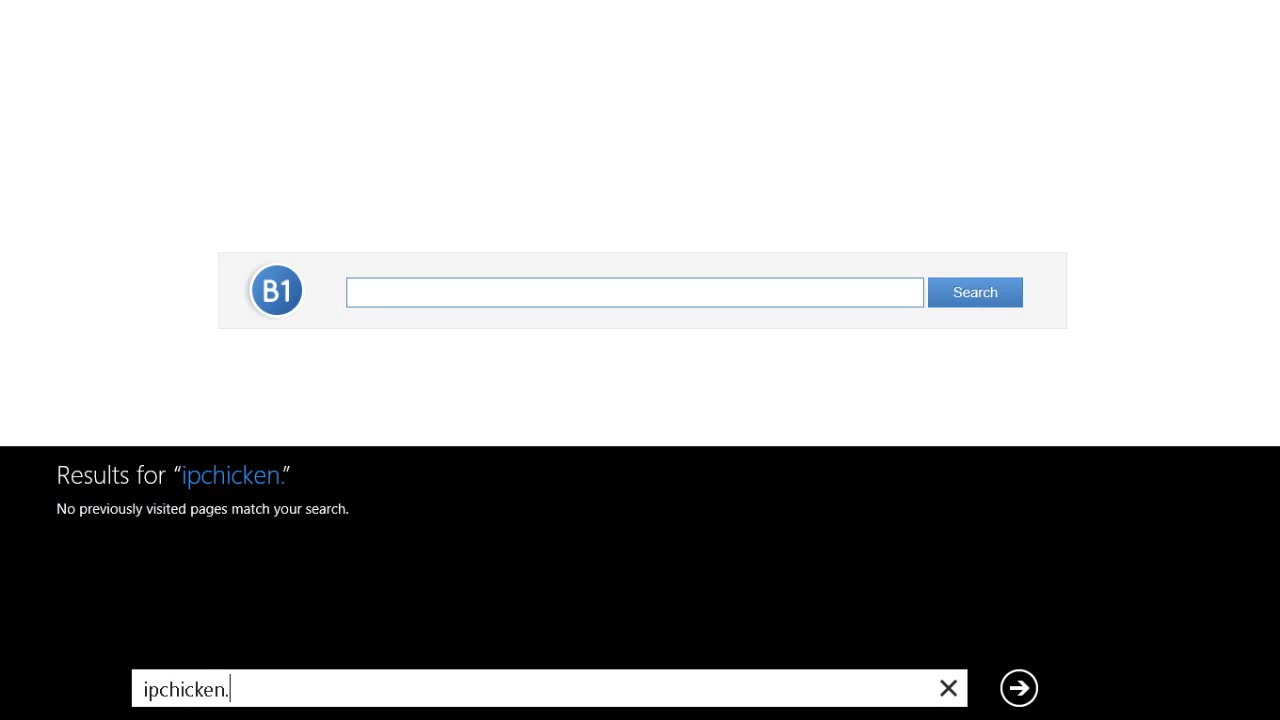 B1
Search
Results for “ipchicken.”
No previously visited pages match your search.
ipchicken.